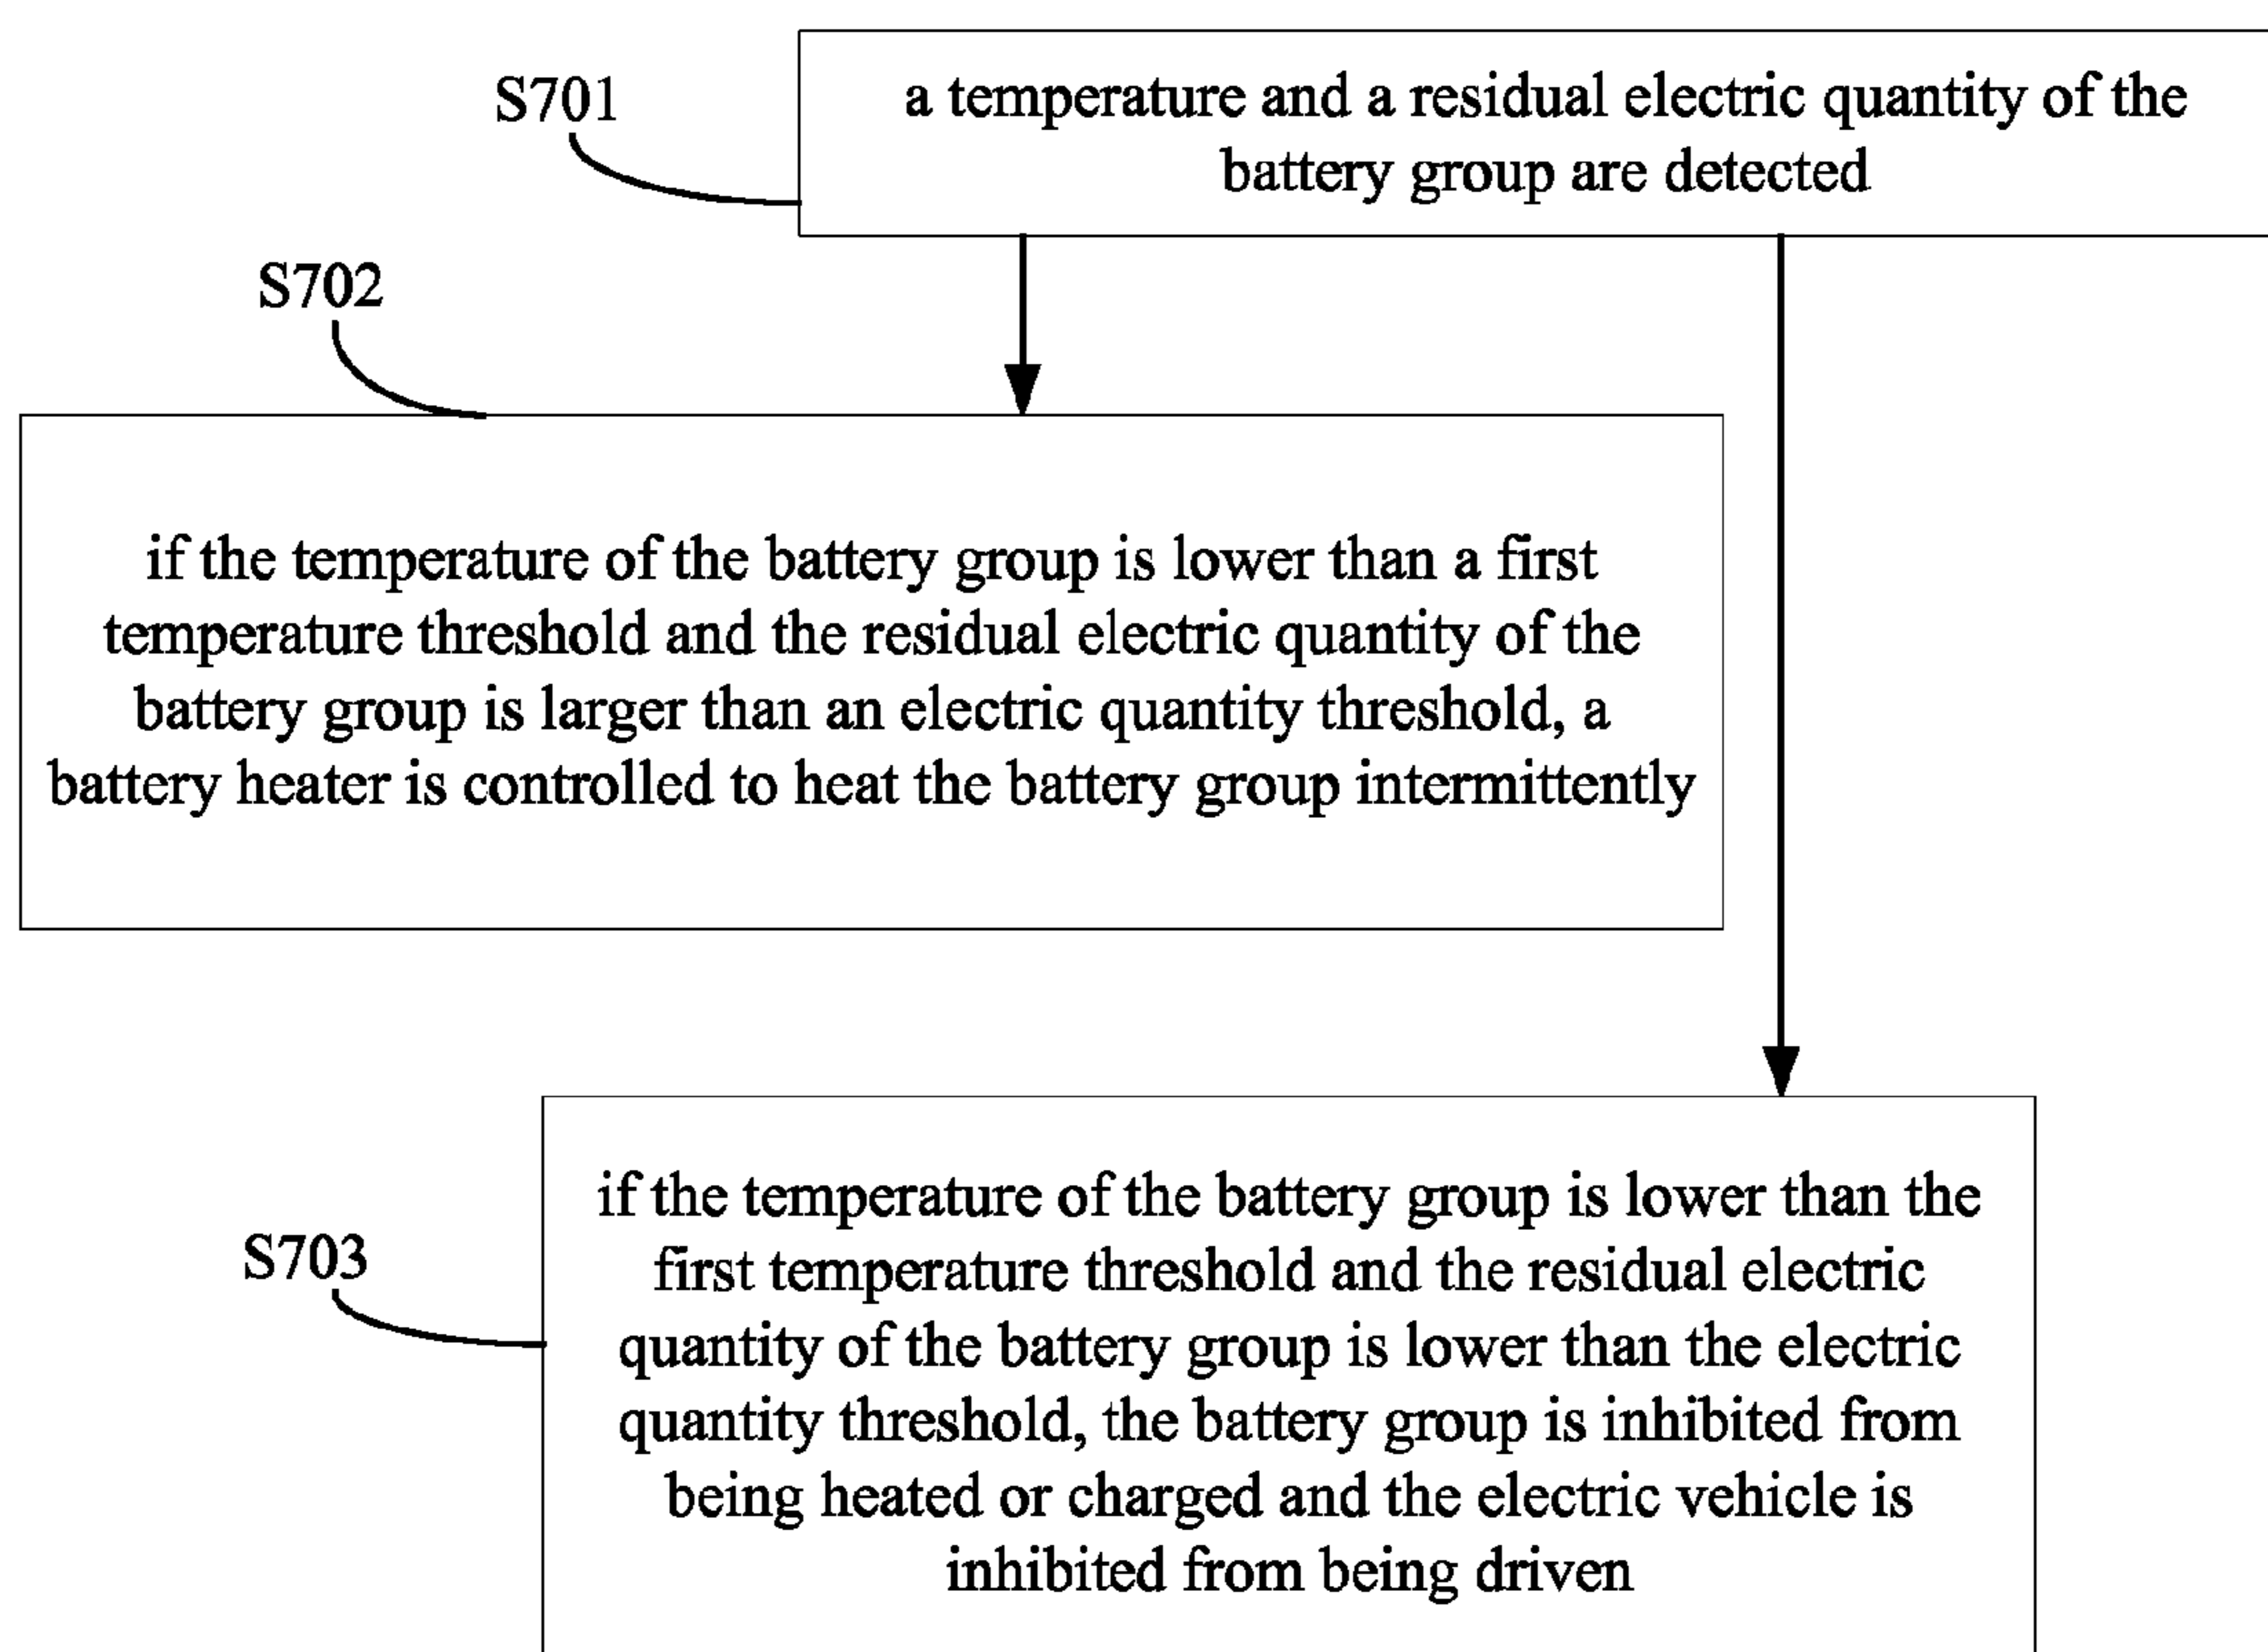 S701
a temperature and a residual electric quantity of the
battery group are detected
S702
if the temperature of the battery group is lower than a first
temperature threshold and the residual electric quantity of the
battery group is larger than an electric quantity threshold, a
battery heater is controlled to heat the battery group intermittently
S703
if the temperature of the battery group is lower than the
first temperature threshold and the residual electric
quantity of the battery group is lower than the electric
quantity threshold, the battery group is inhibited from
being heated or charged and the electric vehicle is
inhibited from being driven